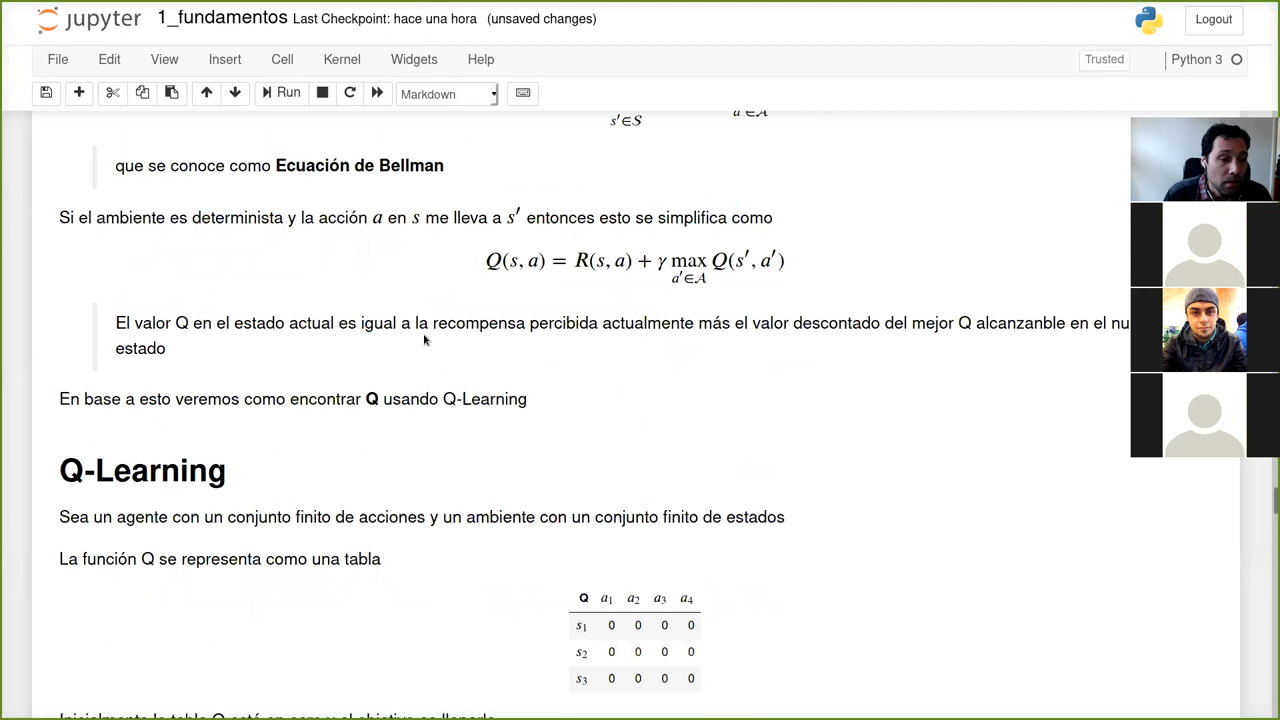 jupyter 1_fundamentos Last Checkpoint: hace una hora (unsaved changes) Logout
File Edit View Insert Cell Kernel Widgets Help Trusted Python 3
Run Markdown
s′∈S a′∈A
que se conoce como Ecuación de Bellman
Si el ambiente es determinista y la acción a en s me lleva a s′ entonces esto se simplifica como
Q(s, a) = R(s, a) + γ max Q(s′, a′)
a′∈A
El valor Q en el estado actual es igual a la recompensa percibida actualmente más el valor descontado del mejor Q alcanzanble en el nu
estado
En base a esto veremos como encontrar Q usando Q-Learning
Q-Learning
Sea un agente con un conjunto finito de acciones y un ambiente con un conjunto finito de estados
La función Q se representa como una tabla
Q a1 a2 a3 a4
s1 0 0 0 0
s2 0 0 0 0
s3 0 0 0 0